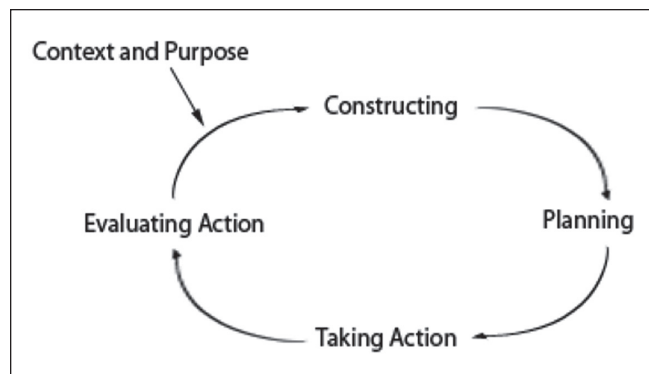 Context and Purpose
Constructing
Evaluating Action
Planning
Taking Action